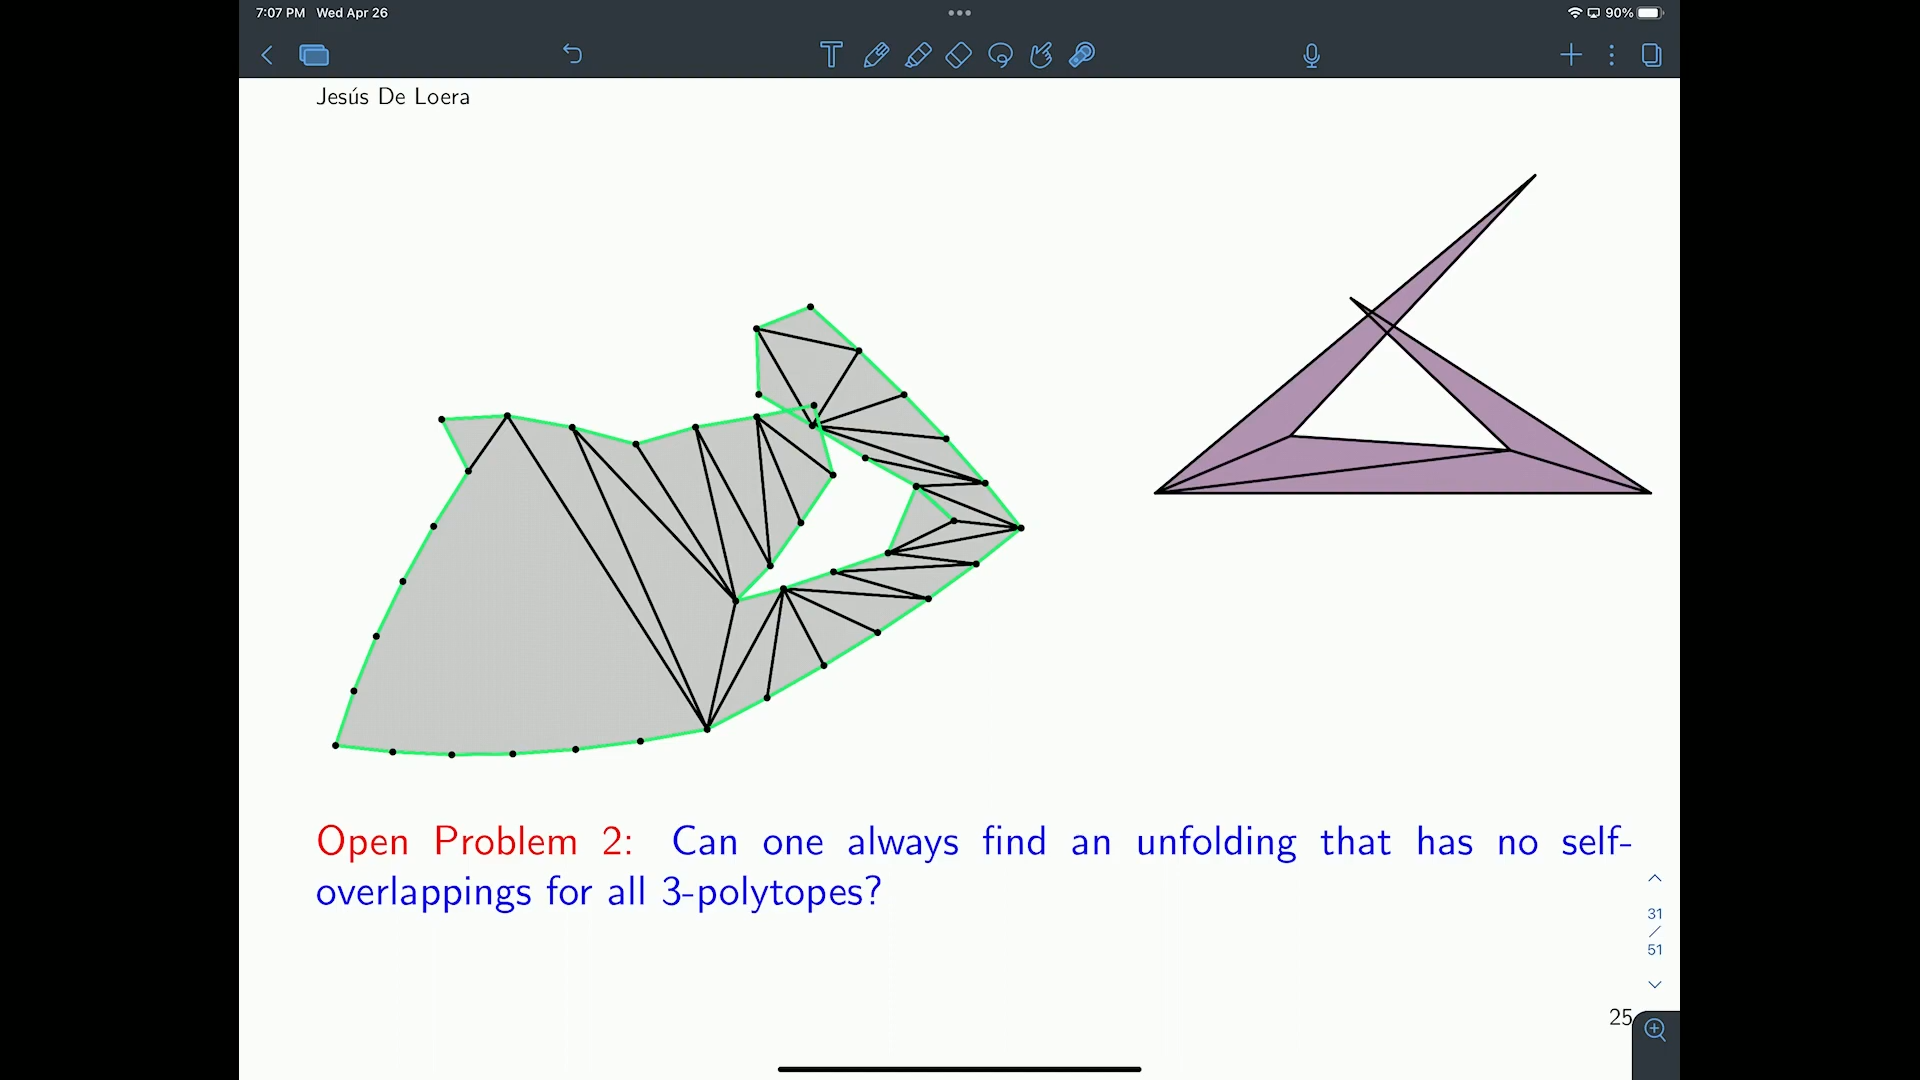 7:07 PM Wed Apr 26
90%
Jesús De Loera
Open Problem 2: Can one always find an unfolding that has no self-
overlappings for all 3-polytopes?
31
51
25